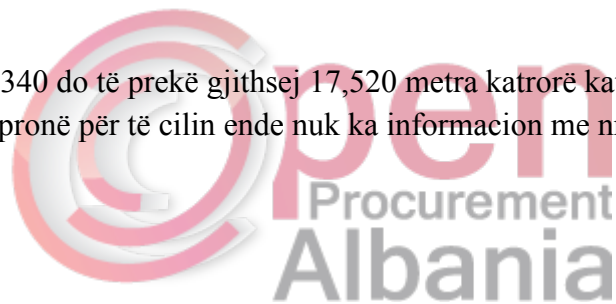 340 do të prekë gjithsej 17,520 metra katrorë
pronë për të cilin ende nuk ka informacion me
Open
Procurement
Albania